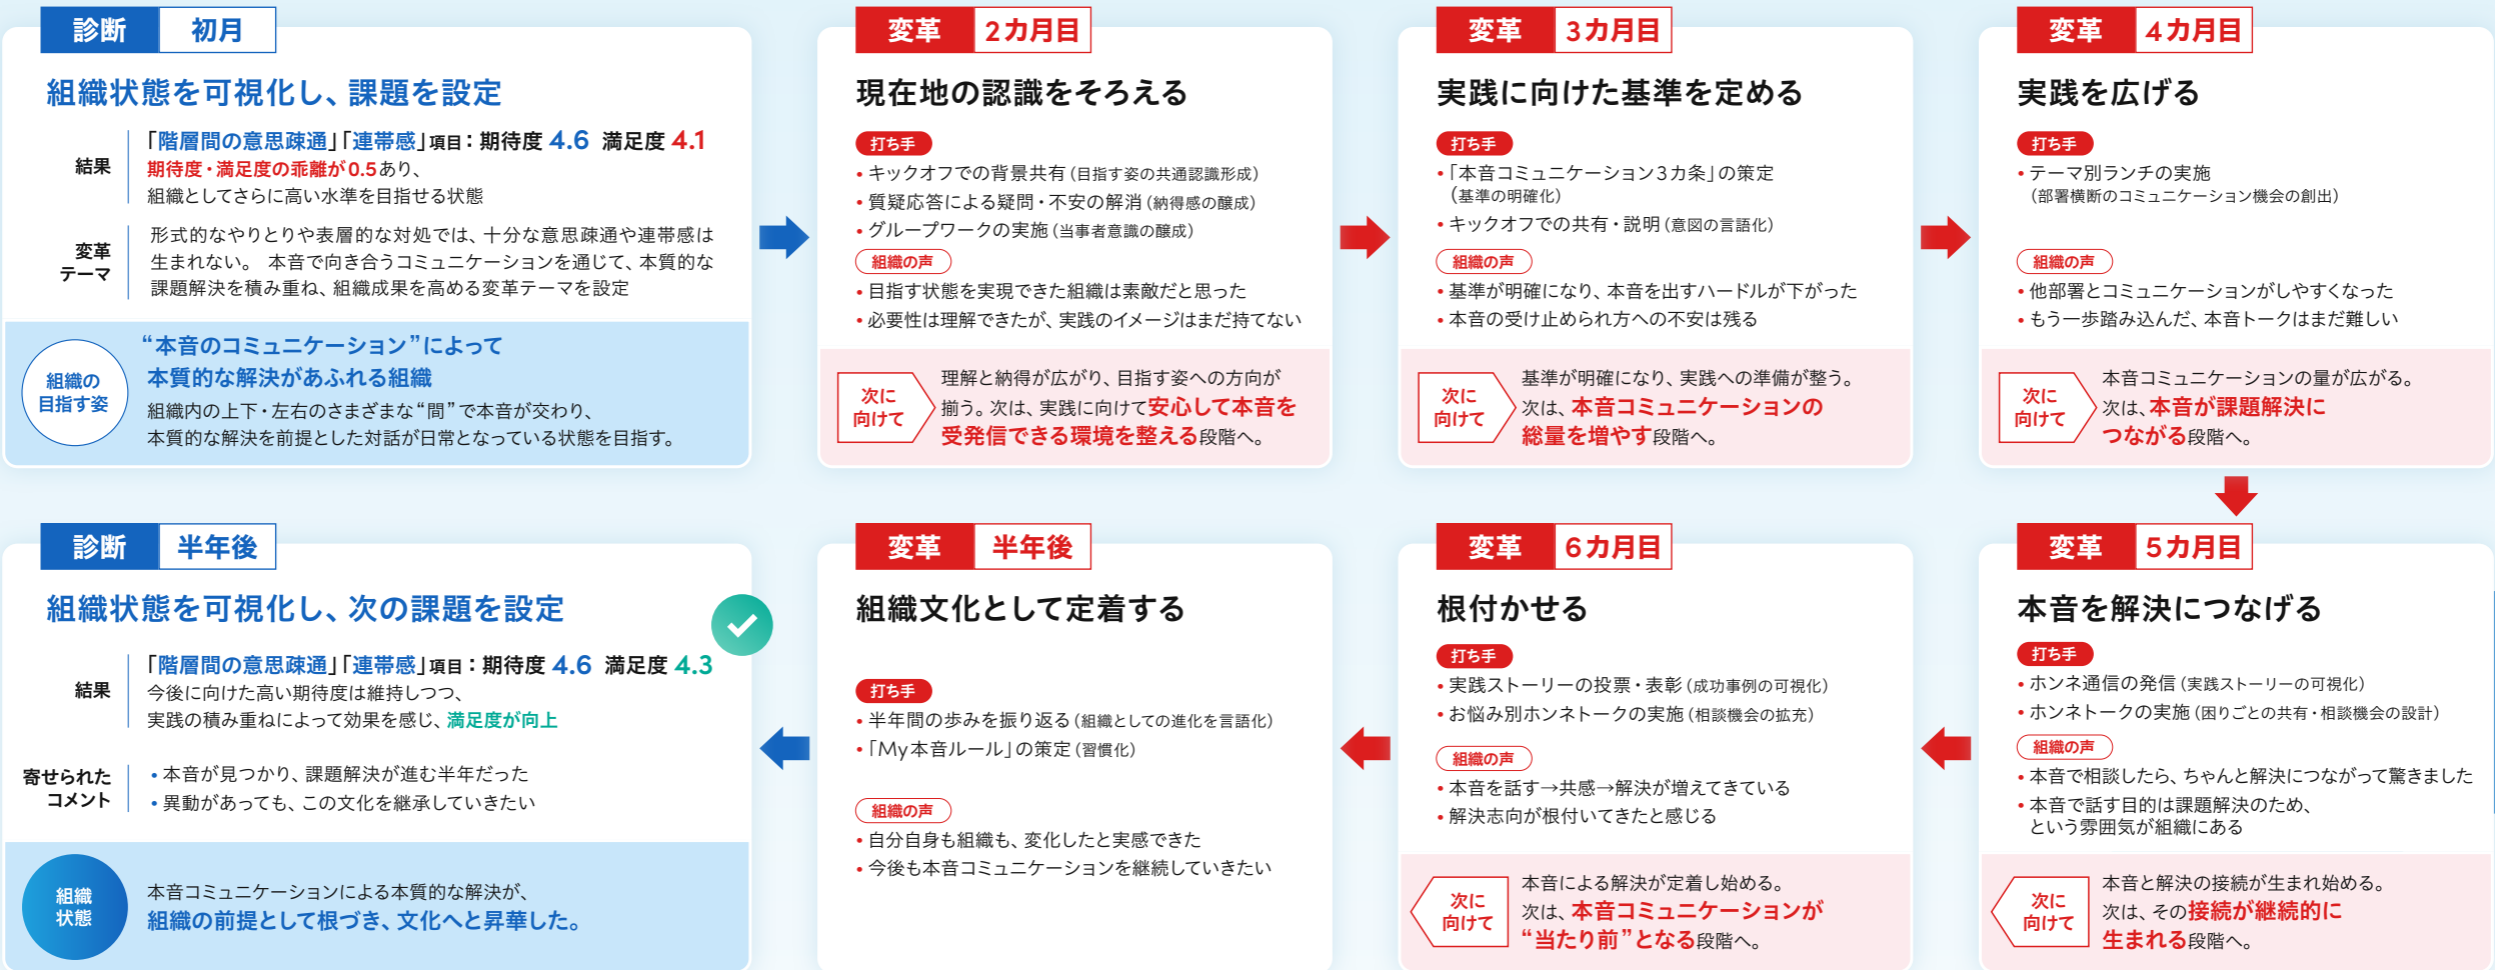 診断 初月
組織状態を可視化し、課題を設定
結果
「階層間の意思疎通」「連帯感」項目：期待度 4.6 満足度 4.1
期待度・満足度の乖離が0.5あり、
組織としてさらに高い水準を目指せる状態
変革
テーマ
形式的なやりとりや表層的な対処では、十分な意思疎通や連帯感は
生まれない。 本音で向き合うコミュニケーションを通じて、本質的な
課題解決を積み重ね、組織成果を高める変革テーマを設定
組織の
目指す姿
“本音のコミュニケーション”によって
本質的な解決があふれる組織
組織内の上下・左右のさまざまな“間”で本音が交わり、
本質的な解決を前提とした対話が日常となっている状態を目指す。
変革 2カ月目
現在地の認識をそろえる
打ち手
・キックオフでの背景共有（目指す姿の共通認識形成）
・質疑応答による疑問・不安の解消（納得感の醸成）
・グループワークの実施（当事者意識の醸成）
組織の声
・目指す状態を実現できた組織は素敵だと思った
・必要性は理解できたが、実践のイメージはまだ持てない
次に
向けて
理解と納得が広がり、目指す姿への方向が
揃う。次は、実践に向けて安心して本音を
受発信できる環境を整える段階へ。
変革 3カ月目
実践に向けた基準を定める
打ち手
・「本音コミュニケーション3カ条」の策定
（基準の明確化）
・キックオフでの共有・説明（意図の言語化）
組織の声
・基準が明確になり、本音を出すハードルが下がった
・本音の受け止められ方への不安は残る
次に
向けて
基準が明確になり、実践への準備が整う。
次は、本音コミュニケーションの
総量を増やす段階へ。
変革 4カ月目
実践を広げる
打ち手
・テーマ別ランチの実施
（部署横断のコミュニケーション機会の創出）
組織の声
・他部署とコミュニケーションがしやすくなった
・もう一歩踏み込んだ、本音トークはまだ難しい
次に
向けて
本音コミュニケーションの量が広がる。
次は、本音が課題解決に
つながる段階へ。
変革 5カ月目
本音を解決につなげる
打ち手
・ホンネ通信の発信（実践ストーリーの可視化）
・ホンネトークの実施（困りごとの共有・相談機会の設計）
組織の声
・本音で相談したら、ちゃんと解決につながって驚きました
・本音で話す目的は課題解決のため、
という雰囲気が組織にある
次に
向けて
本音と解決の接続が生まれ始める。
次は、その接続が継続的に
生まれる段階へ。
変革 6カ月目
根付かせる
打ち手
・実践ストーリーの投票・表彰（成功事例の可視化）
・お悩み別ホンネトークの実施（相談機会の拡充）
組織の声
・本音を話す→共感→解決が増えてきている
・解決志向が根付いてきたと感じる
次に
向けて
本音による解決が定着し始める。
次は、本音コミュニケーションが
“当たり前”となる段階へ。
変革 半年後
組織文化として定着する
打ち手
・半年間の歩みを振り返る（組織としての進化を言語化）
・「My本音ルール」の策定（習慣化）
組織の声
・自分自身も組織も、変化したと実感できた
・今後も本音コミュニケーションを継続していきたい
診断 半年後
組織状態を可視化し、次の課題を設定
結果
「階層間の意思疎通」「連帯感」項目：期待度 4.6 満足度 4.3
今後に向けた高い期待度は維持しつつ、
実践の積み重ねによって効果を感じ、満足度が向上
寄せられた
コメント
・本音が見つかり、課題解決が進む半年だった
・異動があっても、この文化を継承していきたい
組織
状態
本音コミュニケーションによる本質的な解決が、
組織の前提として根づき、文化へと昇華した。